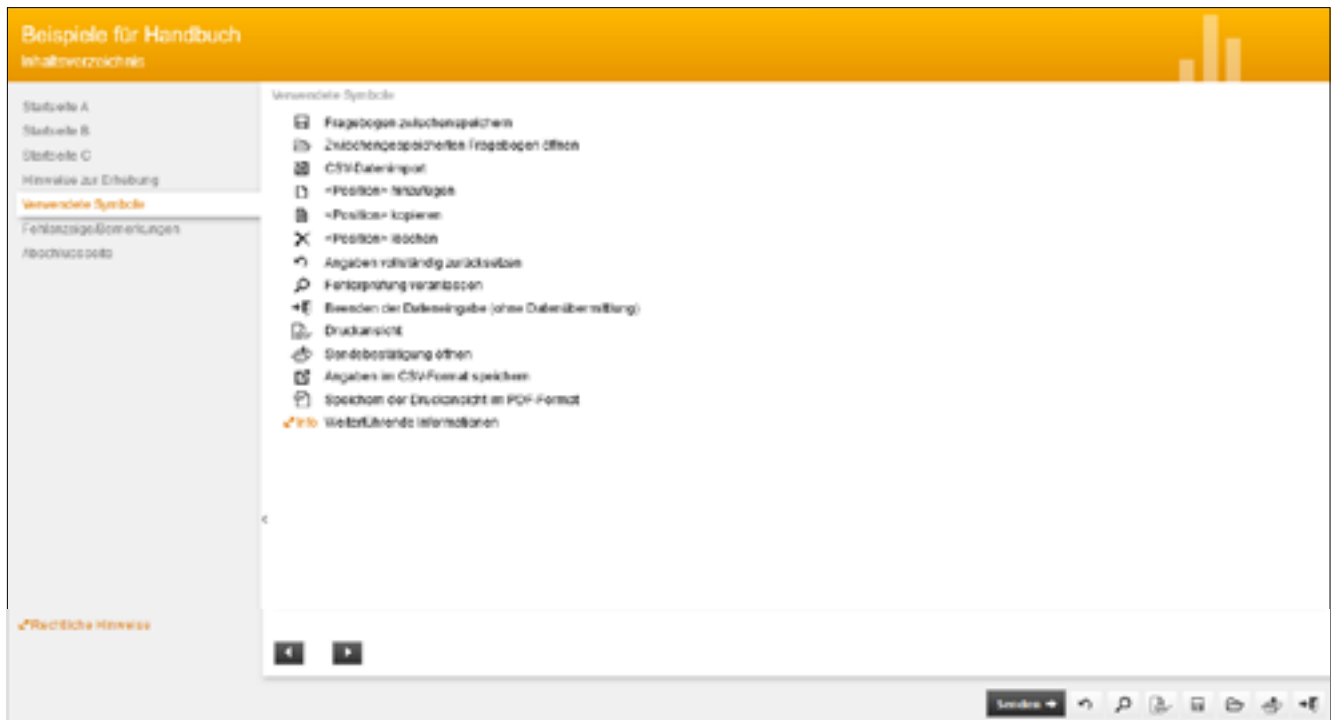 Beispiele für Handbuch
Inhaltsverzeichnis
Startseite A
Startseite B
Startseite C
Hinweise zur Erhebung
Verwendete Symbole
Fehlanzeige/Bemerkungen
Abschlussseite
Rechtliche Hinweise
Verwendete Symbole
Fragebogen zwischenspeichern
Zwischengespeicherten Fragebogen öffnen
CSV-Datenimport
<Position> hinzufügen
<Position> kopieren
<Position> löschen
Angaben vollständig zurücksetzen
Fehlerprüfung veranlassen
Beenden der Dateneingabe (ohne Datenübermittlung)
Druckansicht
Sendebestätigung öffnen
Angaben im CSV-Format speichern
Speichern der Druckansicht im PDF-Format
Info Weiterführende Informationen
Senden